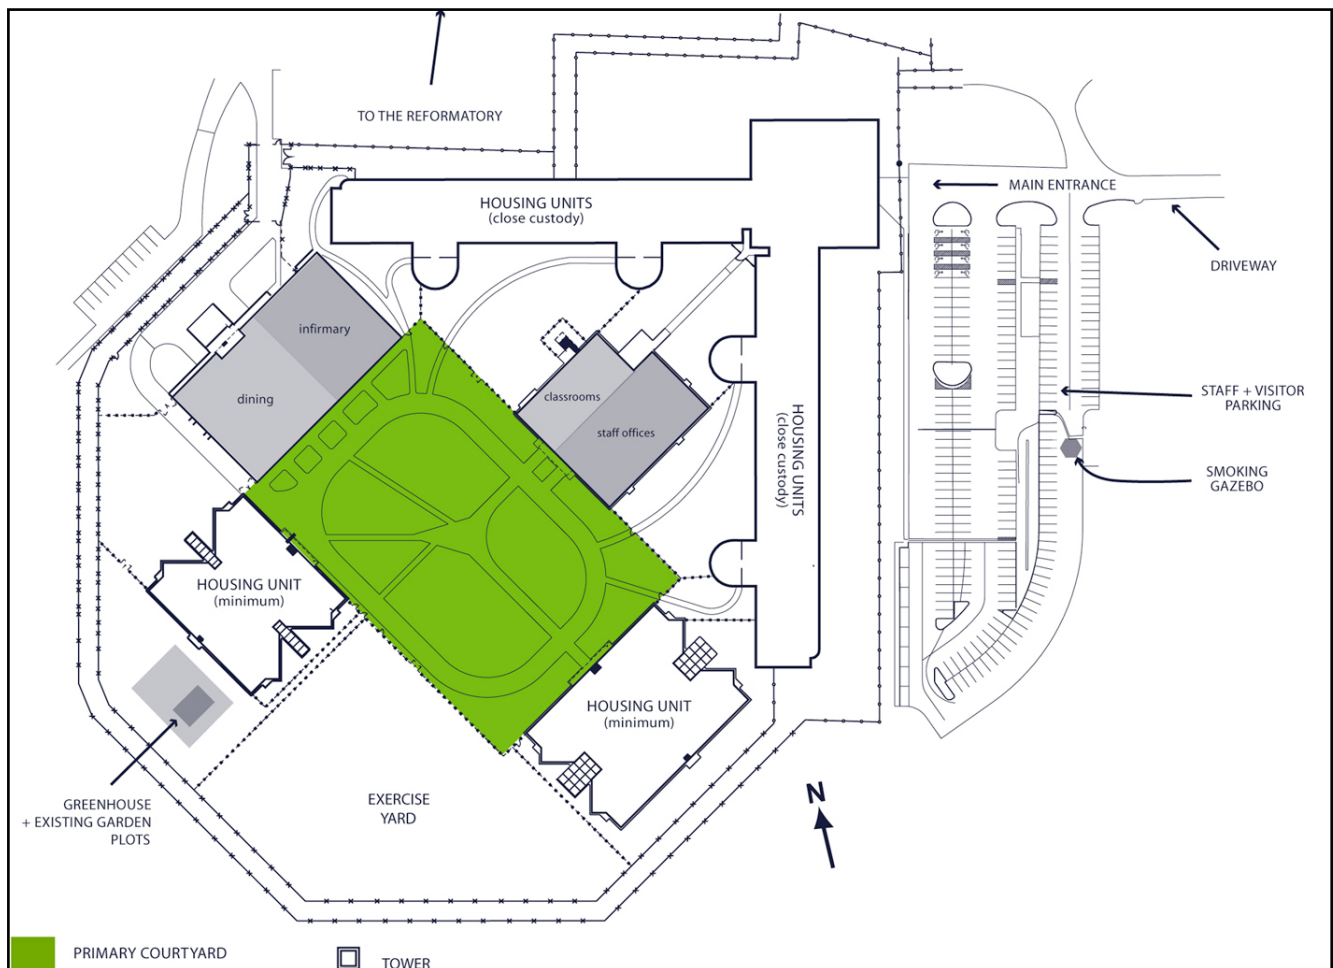 TO THE REFORMATORY
HOUSING UNITS
(close custody)
MAIN ENTRANCE
DRIVEWAY
infirmary
dining
classrooms
staff offices
HOUSING UNITS
(close custody)
STAFF + VISITOR
PARKING
SMOKING
GAZEBO
HOUSING UNIT
(minimum)
HOUSING UNIT
(minimum)
GREENHOUSE
+ EXISTING GARDEN
PLOTS
EXERCISE
YARD
N
PRIMARY COURTYARD
TOWER